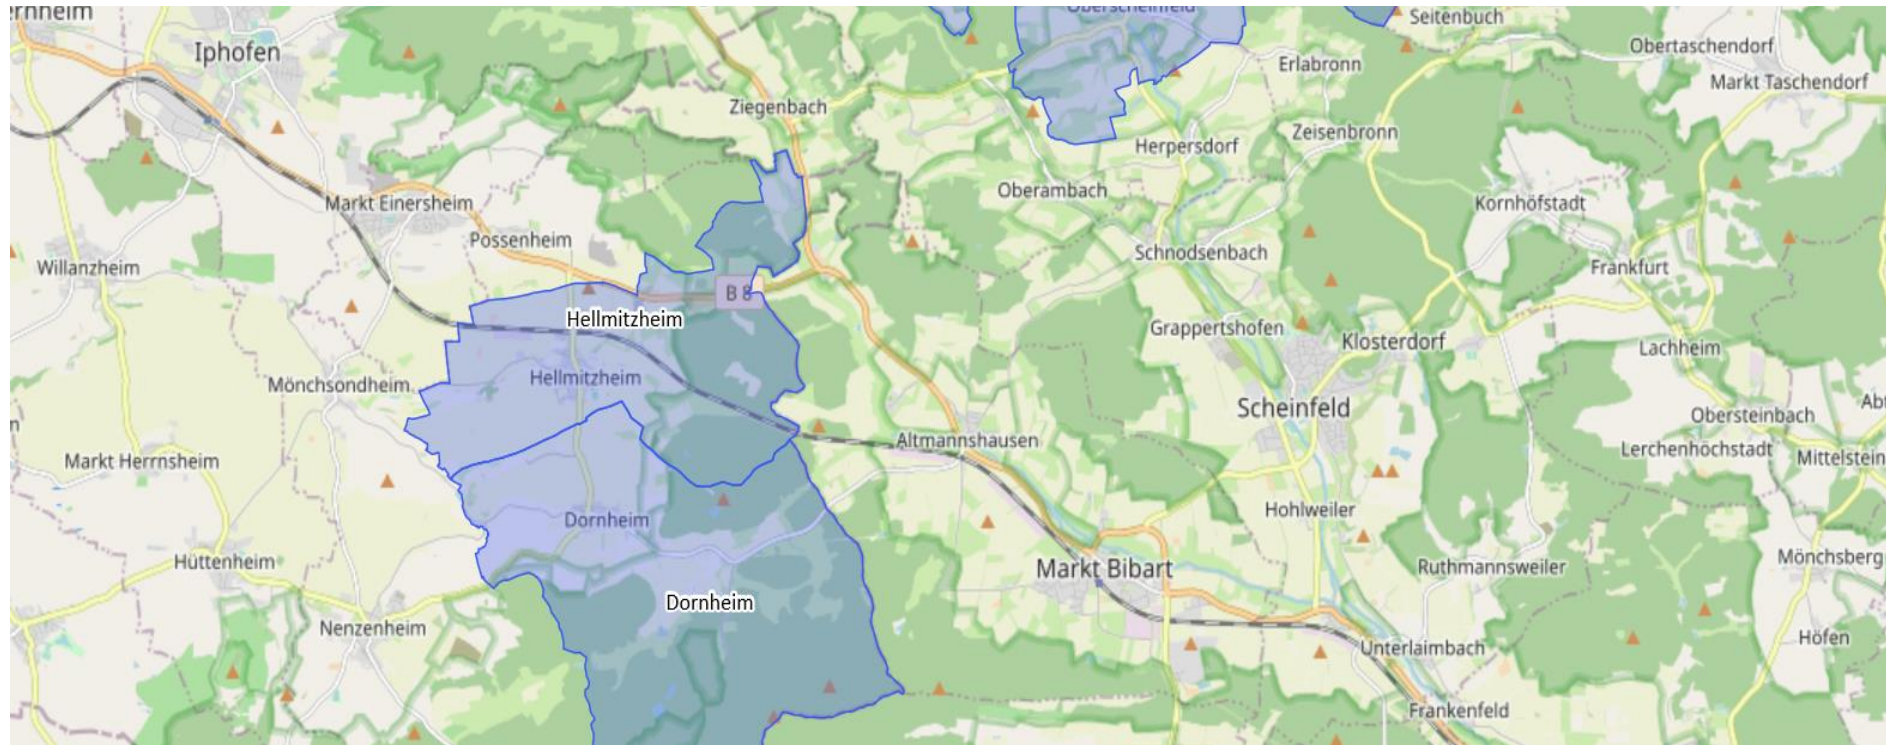 Oberscheinfeld
Seitenbuch
Iphofen
Obertaschendorf
Erlabronn
Markt Taschendorf
Ziegenbach
Zeisenbronn
Herpersdorf
Oberambach
Markt Einersheim
Kornhöfstadt
Possenheim
Schnodsenbach
Willanzheim
Frankfurt
B 8
Hellmitzheim
Grappertshofen
Klosterdorf
Lachheim
Hellmitzheim
Mönchsondheim
Scheinfeld
Obersteinbach
Altmannshausen
Lerchenhöchstadt
Markt Herrnsheim
Mittelstein
Dornheim
Hohlweiler
Hüttenheim
Markt Bibart
Ruthmannsweiler
Mönchsberg
Dornheim
Nenzenheim
Höfen
Unterlaimbach
Frankenfeld